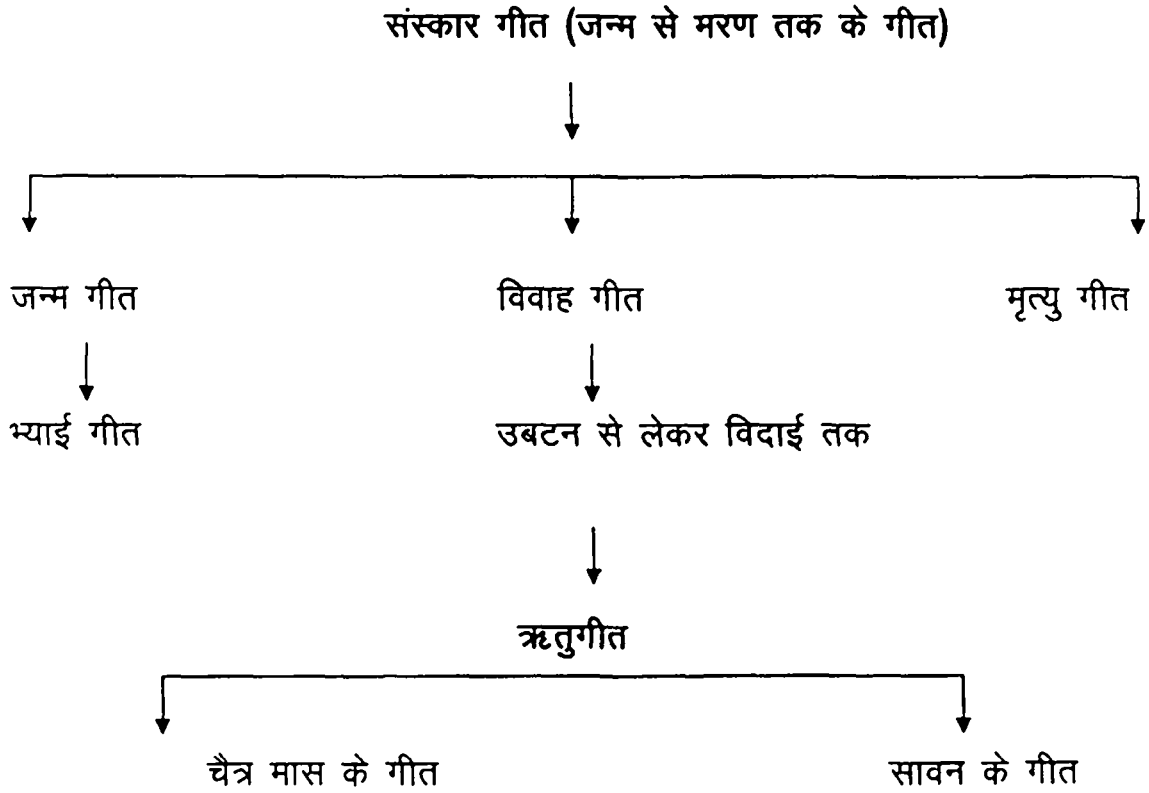 संस्कार गीत (जन्म से मरण तक के गीत)
जन्म गीत विवाह गीत मृत्यु गीत
भ्याई गीत उबटन से लेकर विदाई तक
ऋतुगीत
चैत्र मास के गीत सावन के गीत